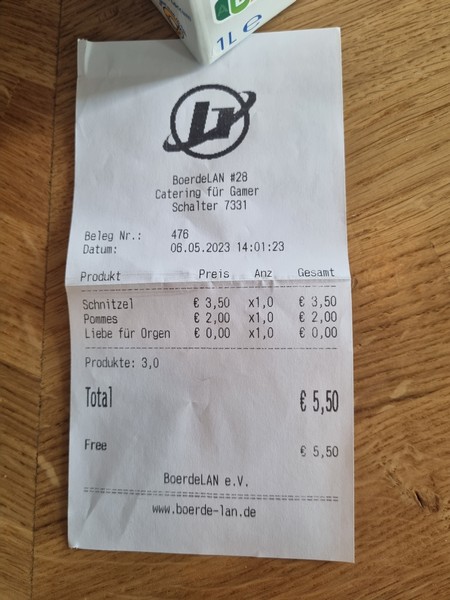 1L e
BoerdeLAN #28
Catering für Gamer
Schalter 7331
Beleg Nr.: 476
Datum: 06.05.2023 14:01:23
Produkt Preis Anz Gesamt
Schnitzel € 3,50 x1,0 € 3,50
Pommes € 2,00 x1,0 € 2,00
Liebe für Orgen € 0,00 x1,0 € 0,00
Produkte: 3,0
Total € 5,50
Free € 5,50
BoerdeLAN e.V.
www.boerde-lan.de